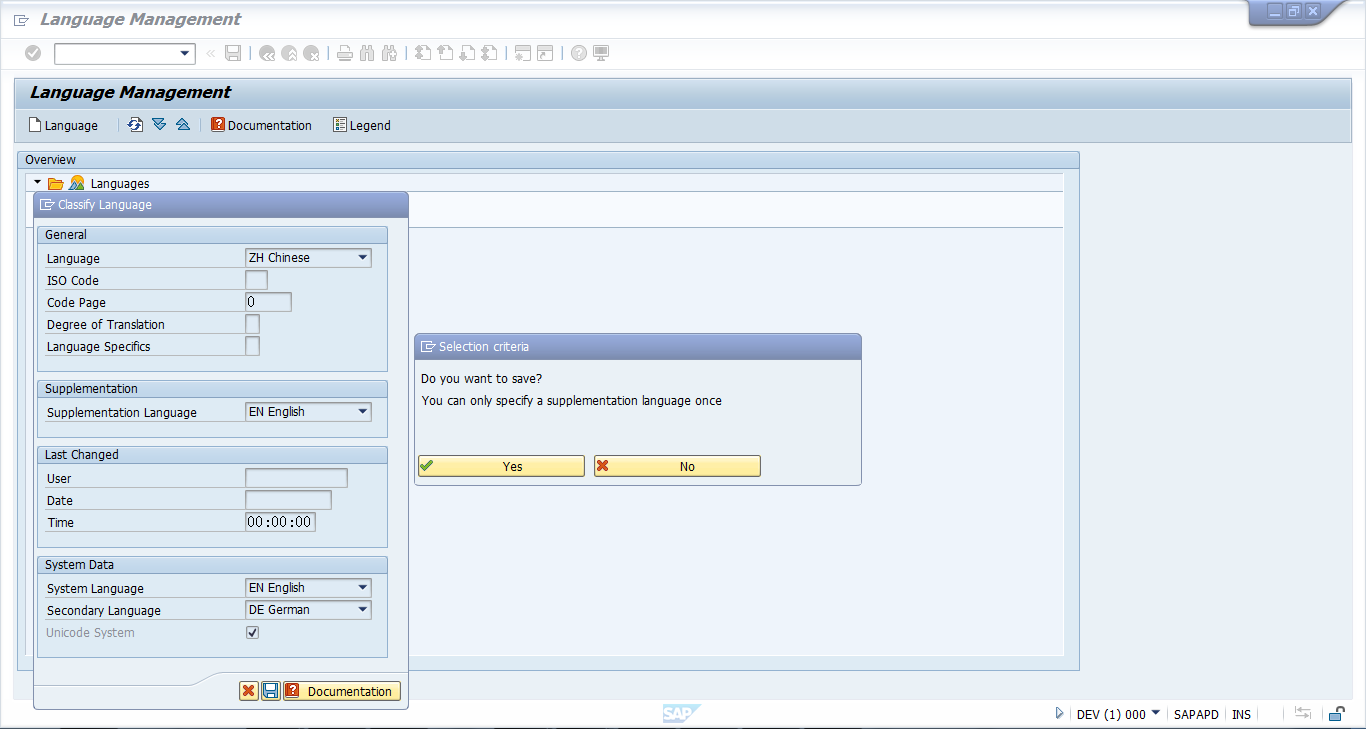 Language Management
Language Management
Language
Documentation
Legend
Overview
Languages
Classify Language
General
Language ZH Chinese
ISO Code
Code Page 0
Degree of Translation
Language Specifics
Supplementation
Supplementation Language EN English
Last Changed
User
Date
Time 00:00:00
System Data
System Language EN English
Secondary Language DE German
Unicode System
Documentation
Selection criteria
Do you want to save?
You can only specify a supplementation language once
Yes
No
SAP
DEV (1) 000
SAPAPD
INS